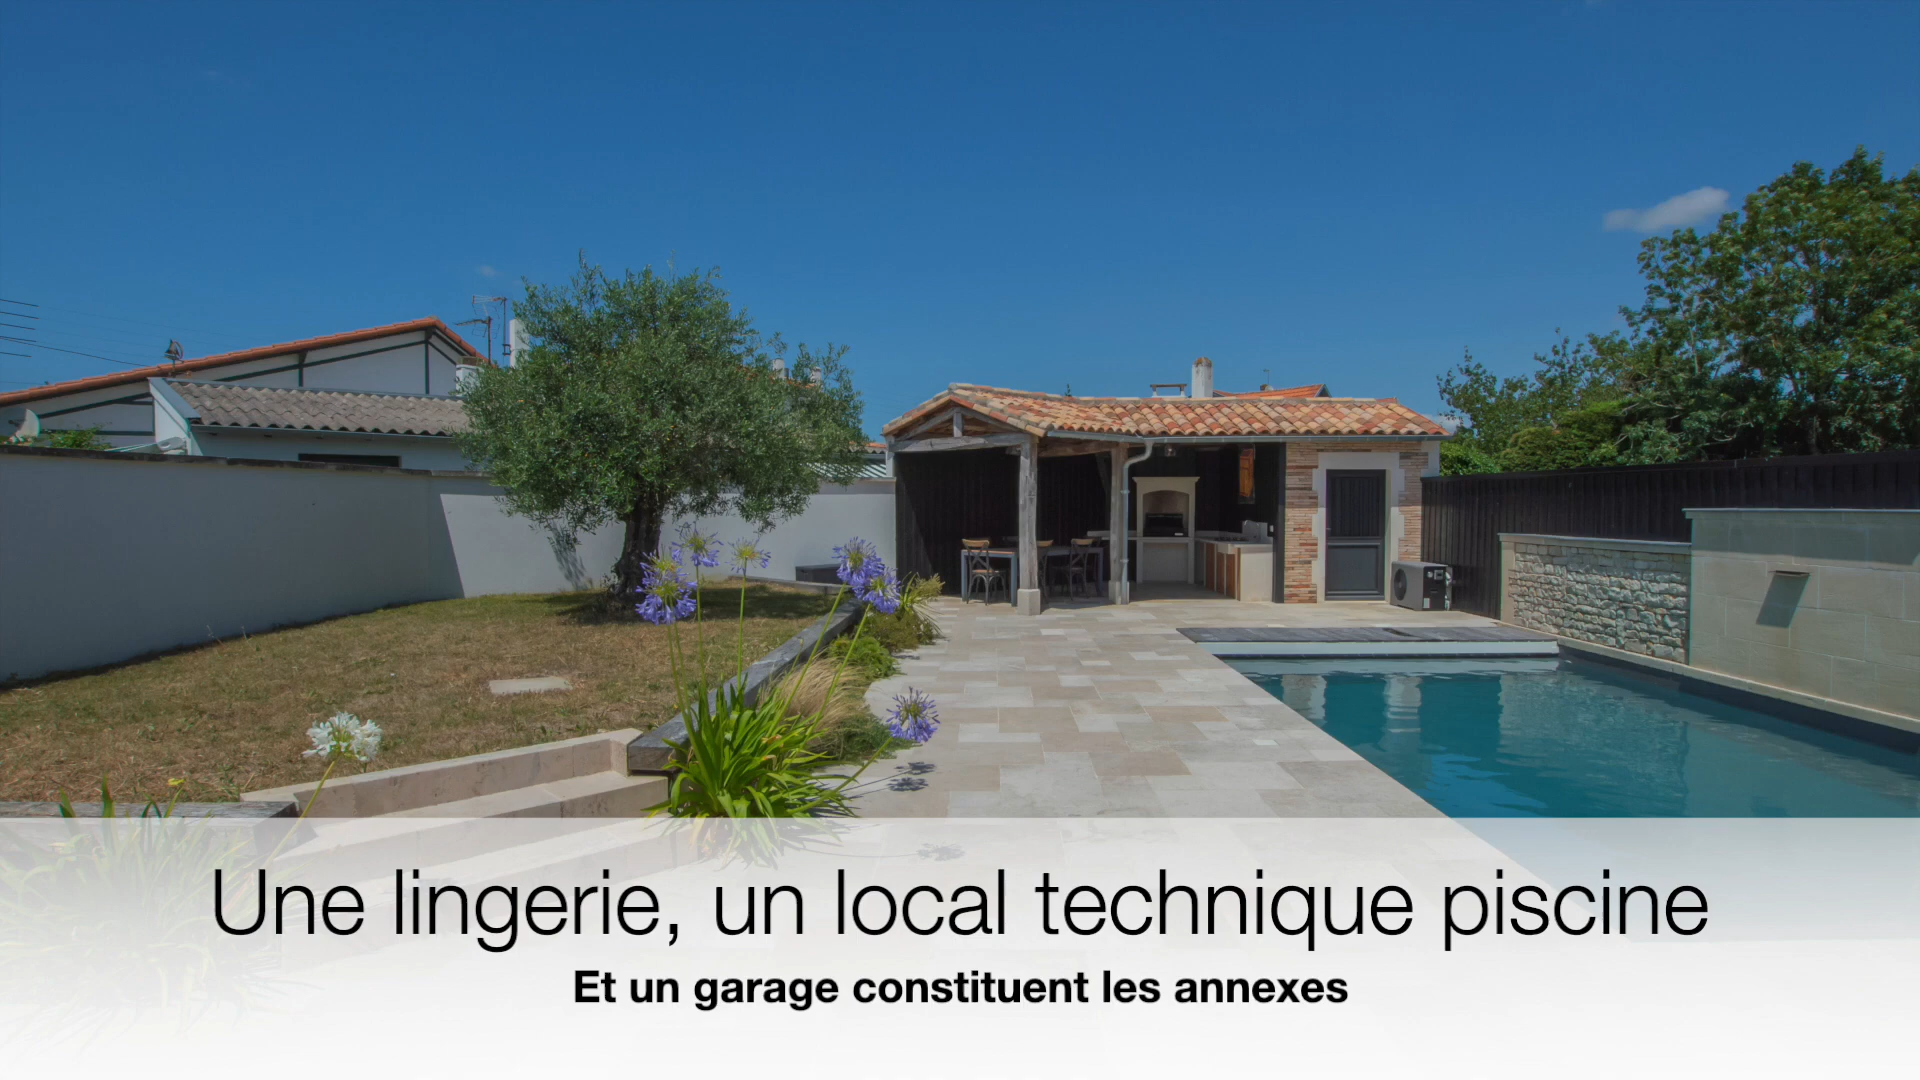 Une lingerie, un local technique piscine
Et un garage constituent les annexes